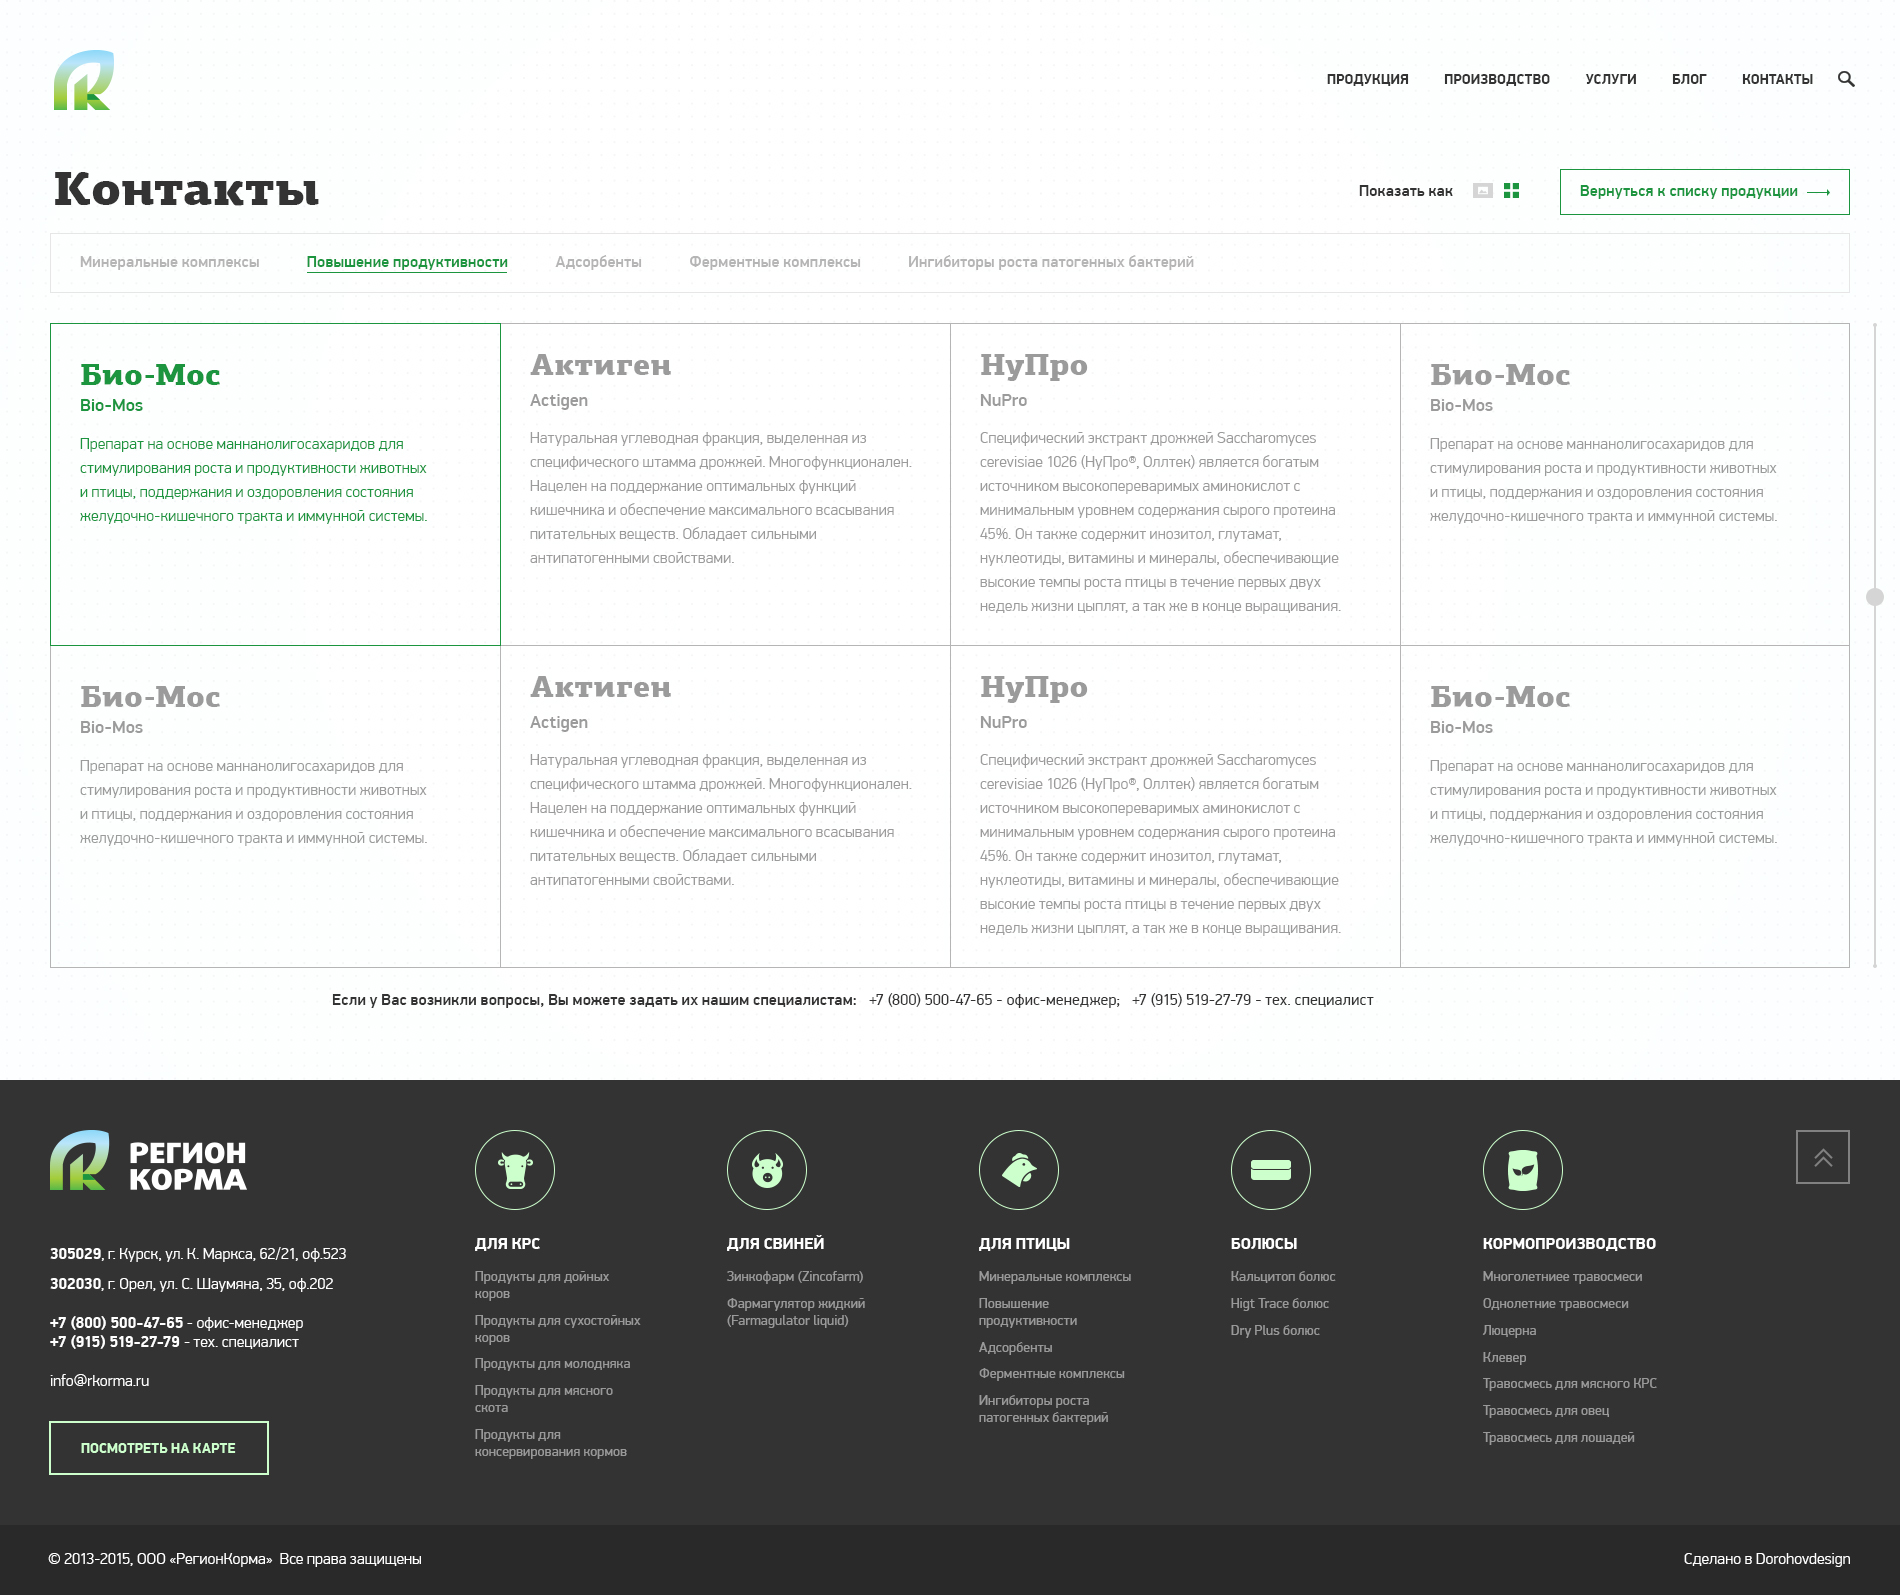 ПРОДУКЦИЯ ПРОИЗВОДСТВО УСЛУГИ БЛОГ КОНТАКТЫ
Контакты
Показать как
Вернуться к списку продукции
Минеральные комплексы Повышение продуктивности Адсорбенты Ферментные комплексы Ингибиторы роста патогенных бактерий
Био-Мос
Bio-Mos
Препарат на основе маннанолигосахаридов для
стимулирования роста и продуктивности животных
и птицы, поддержания и оздоровления состояния
желудочно-кишечного тракта и иммунной системы.
Актиген
Actigen
Натуральная углеводная фракция, выделенная из
специфического штамма дрожжей. Многофункционален.
Нацелен на поддержание оптимальных функций
кишечника и обеспечение максимального всасывания
питательных веществ. Обладает сильными
антипатогенными свойствами.
НуПро
NuPro
Специфический экстракт дрожжей Saccharomyces
cerevisiae 1026 (НуПро®, Оллтек) является богатым
источником высокопереваримых аминокислот с
минимальным уровнем содержания сырого протеина
45%. Он также содержит инозитол, глутамат,
нуклеотиды, витамины и минералы, обеспечивающие
высокие темпы роста птицы в течение первых двух
недель жизни цыплят, а так же в конце выращивания.
Био-Мос
Bio-Mos
Препарат на основе маннанолигосахаридов для
стимулирования роста и продуктивности животных
и птицы, поддержания и оздоровления состояния
желудочно-кишечного тракта и иммунной системы.
Био-Мос
Bio-Mos
Препарат на основе маннанолигосахаридов для
стимулирования роста и продуктивности животных
и птицы, поддержания и оздоровления состояния
желудочно-кишечного тракта и иммунной системы.
Актиген
Actigen
Натуральная углеводная фракция, выделенная из
специфического штамма дрожжей. Многофункционален.
Нацелен на поддержание оптимальных функций
кишечника и обеспечение максимального всасывания
питательных веществ. Обладает сильными
антипатогенными свойствами.
НуПро
NuPro
Специфический экстракт дрожжей Saccharomyces
cerevisiae 1026 (НуПро®, Оллтек) является богатым
источником высокопереваримых аминокислот с
минимальным уровнем содержания сырого протеина
45%. Он также содержит инозитол, глутамат,
нуклеотиды, витамины и минералы, обеспечивающие
высокие темпы роста птицы в течение первых двух
недель жизни цыплят, а так же в конце выращивания.
Био-Мос
Bio-Mos
Препарат на основе маннанолигосахаридов для
стимулирования роста и продуктивности животных
и птицы, поддержания и оздоровления состояния
желудочно-кишечного тракта и иммунной системы.
Если у Вас возникли вопросы, Вы можете задать их нашим специалистам: +7 (800) 500-47-65 - офис-менеджер; +7 (915) 519-27-79 - тех. специалист
РЕГИОН
КОРМА
305029, г. Курск, ул. К. Маркса, 62/21, оф.523
302030, г. Орел, ул. С. Шаумяна, 35, оф.202
+7 (800) 500-47-65 - офис-менеджер
+7 (915) 519-27-79 - тех. специалист
info@rkorma.ru
ПОСМОТРЕТЬ НА КАРТЕ
ДЛЯ КРС
Продукты для дойных
коров
Продукты для сухостойных
коров
Продукты для молодняка
Продукты для мясного
скота
Продукты для
консервирования кормов
ДЛЯ СВИНЕЙ
Зинкофарм (Zincofarm)
Фармагулятор жидкий
(Farmagulator liquid)
ДЛЯ ПТИЦЫ
Минеральные комплексы
Повышение
продуктивности
Адсорбенты
Ферментные комплексы
Ингибиторы роста
патогенных бактерий
БОЛЮСЫ
Кальцитоп болюс
Higt Trace болюс
Dry Plus болюс
КОРМОПРОИЗВОДСТВО
Многолетниее травосмеси
Однолетние травосмеси
Люцерна
Клевер
Травосмесь для мясного КРС
Травосмесь для овец
Травосмесь для лошадей
© 2013-2015, ООО «РегионКорма» Все права защищены
Сделано в Dorohovdesign